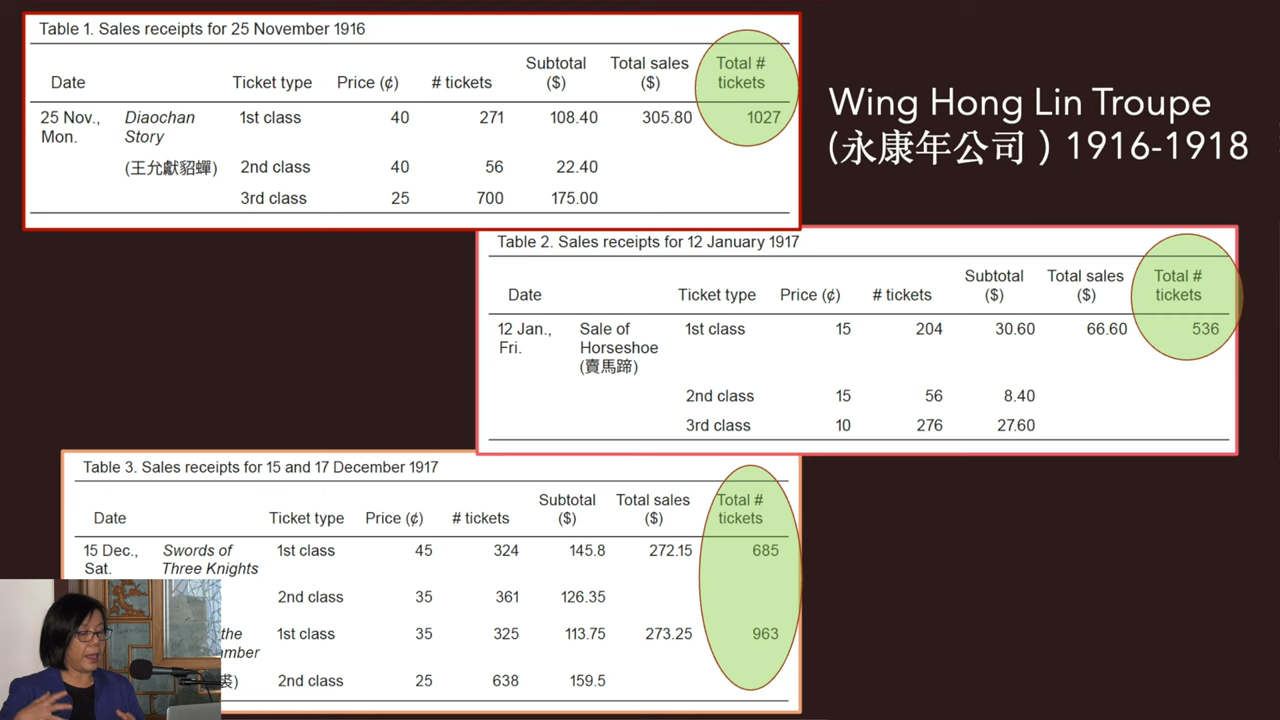 Table 1. Sales receipts for 25 November 1916
Date Ticket type Price (¢) # tickets Subtotal ($) Total sales ($) Total # tickets
25 Nov., Mon. Diaochan Story 1st class 40 271 108.40 305.80 1027
(王允獻貂蟬) 2nd class 40 56 22.40
3rd class 25 700 175.00
Wing Hong Lin Troupe
(永康年公司) 1916-1918
Table 2. Sales receipts for 12 January 1917
Date Ticket type Price (¢) # tickets Subtotal ($) Total sales ($) Total # tickets
12 Jan., Fri. Sale of Horseshoe (賣馬蹄) 1st class 15 204 30.60 66.60 536
2nd class 15 56 8.40
3rd class 10 276 27.60
Table 3. Sales receipts for 15 and 17 December 1917
Date Ticket type Price (¢) # tickets Subtotal ($) Total sales ($) Total # tickets
15 Dec., Sat. Swords of Three Knights 1st class 45 324 145.8 272.15 685
2nd class 35 361 126.35
the 1st class 35 325 113.75 273.25 963
mber
裘) 2nd class 25 638 159.5